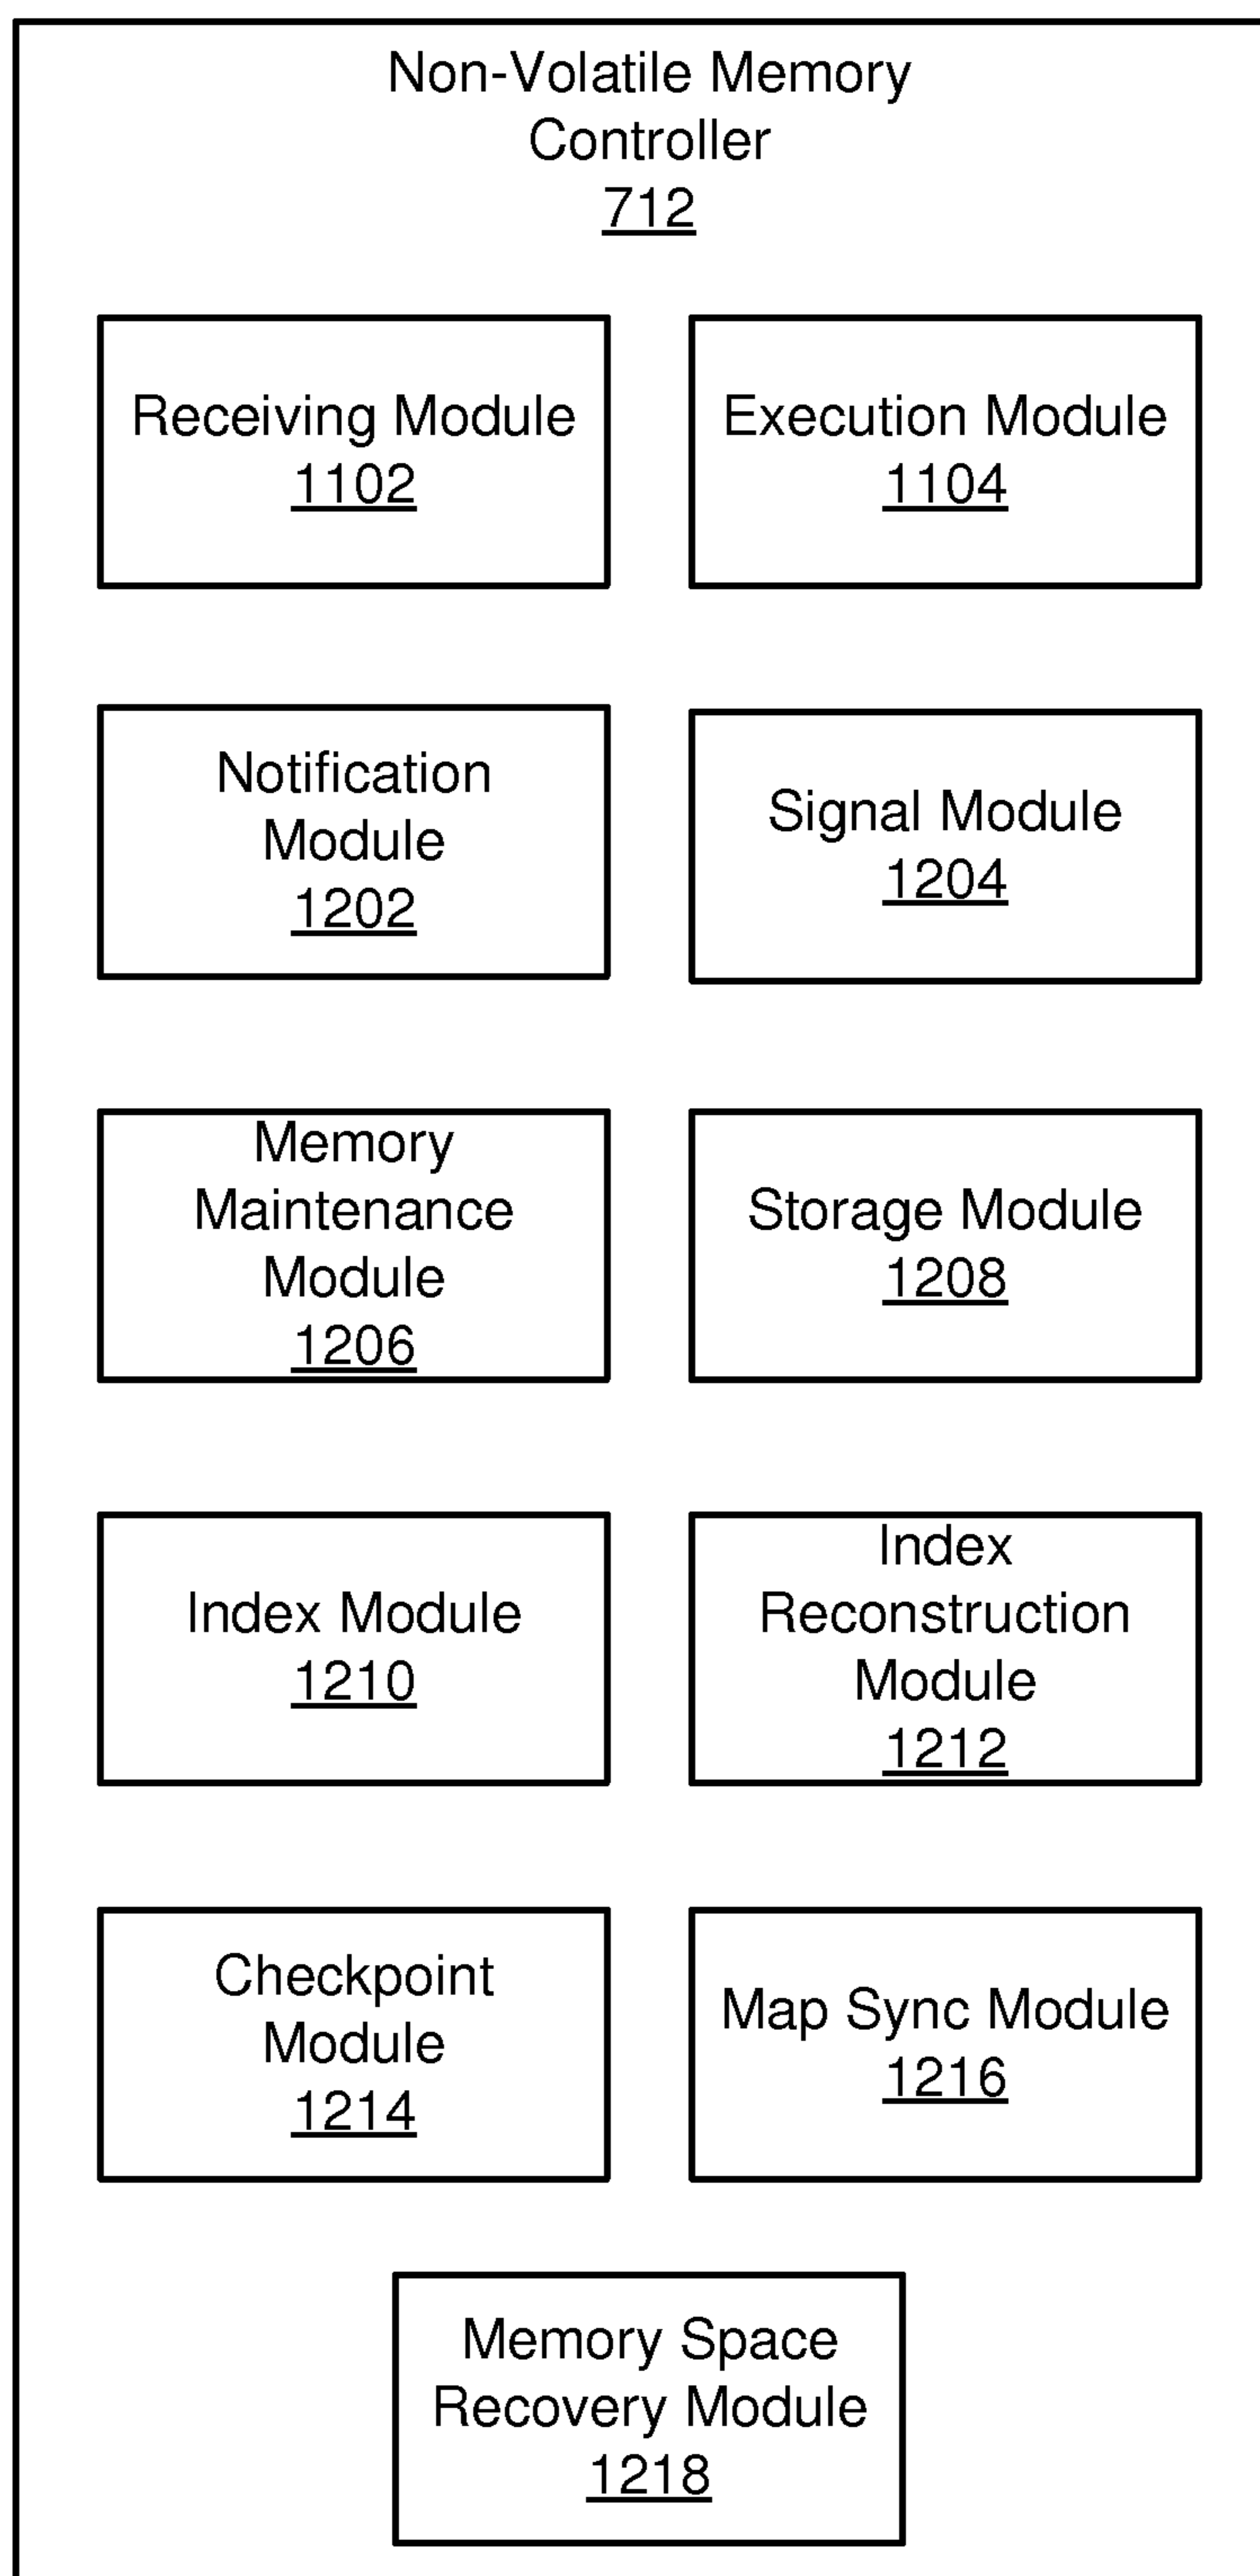 Non-Volatile Memory
Controller
712
Receiving Module
1102
Execution Module
1104
Notification
Module
1202
Signal Module
1204
Memory
Maintenance
Module
1206
Storage Module
1208
Index Module
1210
Index
Reconstruction
Module
1212
Checkpoint
Module
1214
Map Sync Module
1216
Memory Space
Recovery Module
1218